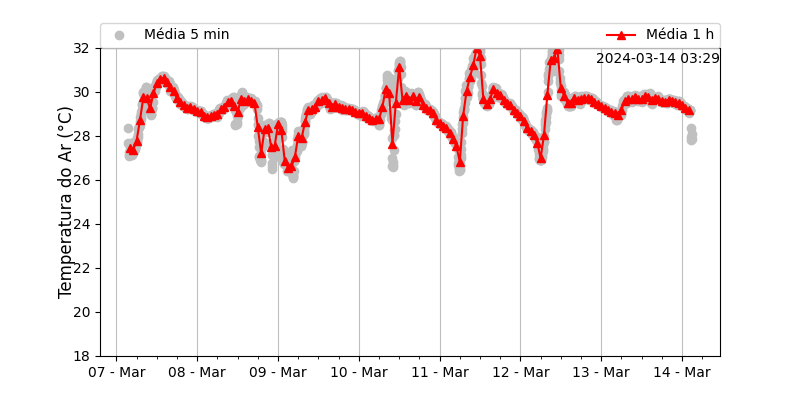 Média 5 min
Média 1 h
2024-03-14 03:29
Temperatura do Ar (°C)
32
30
28
26
24
22
20
18
07 - Mar
08 - Mar
09 - Mar
10 - Mar
11 - Mar
12 - Mar
13 - Mar
14 - Mar